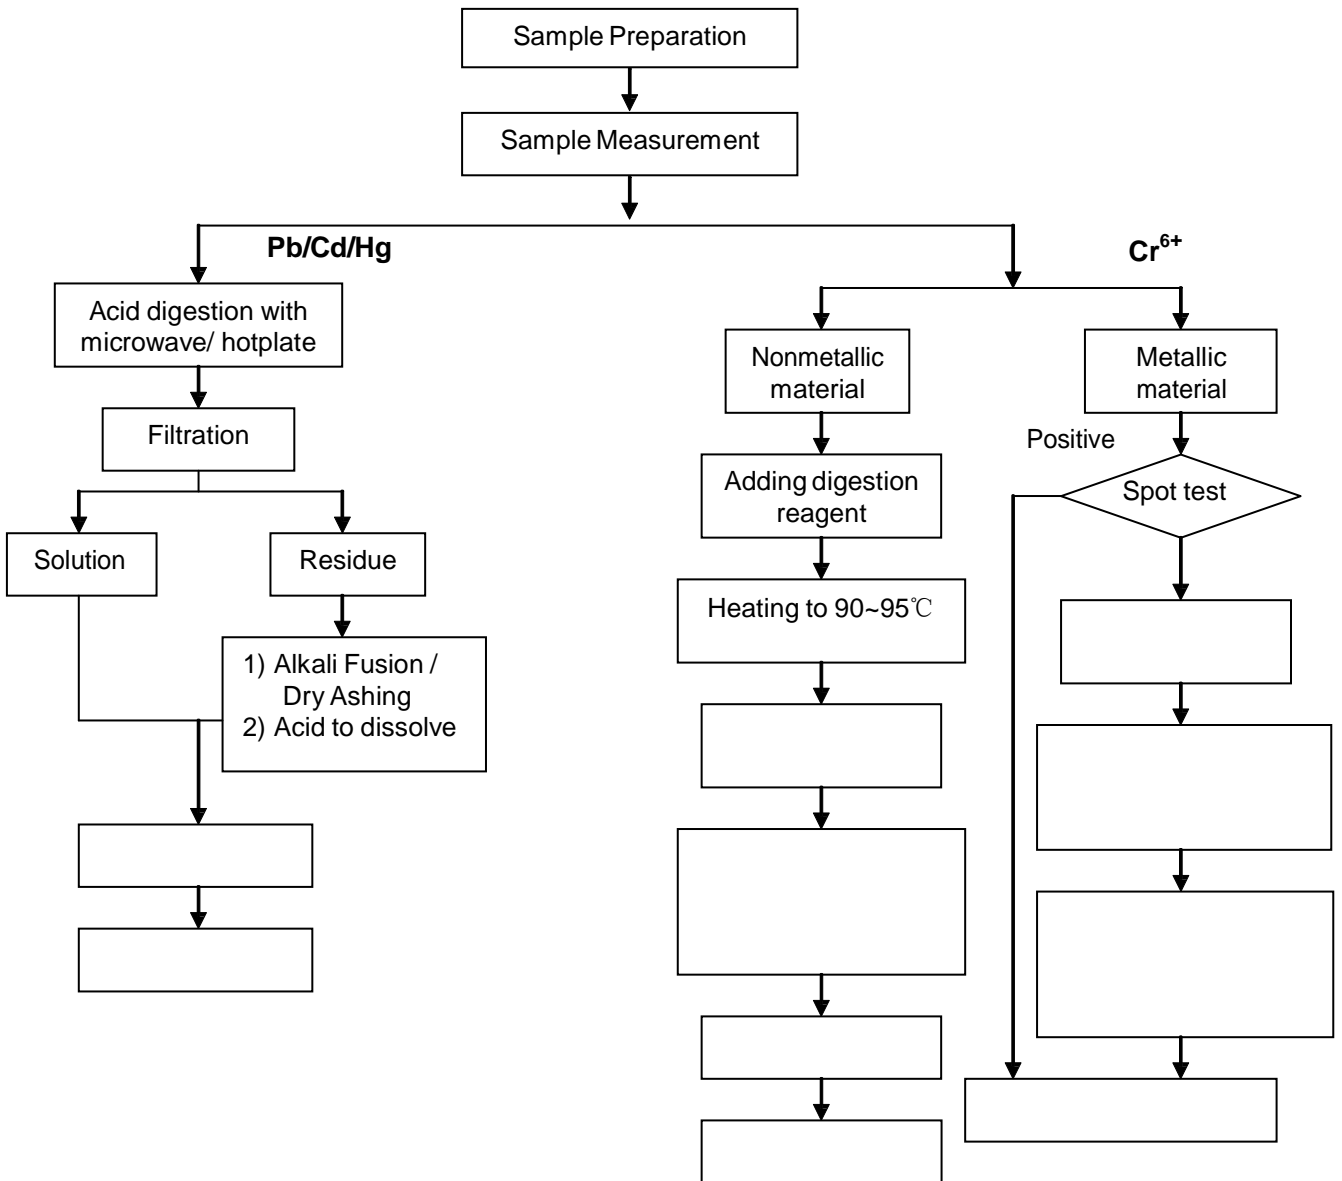 Sample Preparation
Sample Measurement
Pb/Cd/Hg
Cr⁶⁺
Acid digestion with
microwave/ hotplate
Nonmetallic
material
Metallic
material
Filtration
Positive
Adding digestion
reagent
Spot test
Solution
Residue
Heating to 90~95℃
1) Alkali Fusion /
Dry Ashing
2) Acid to dissolve